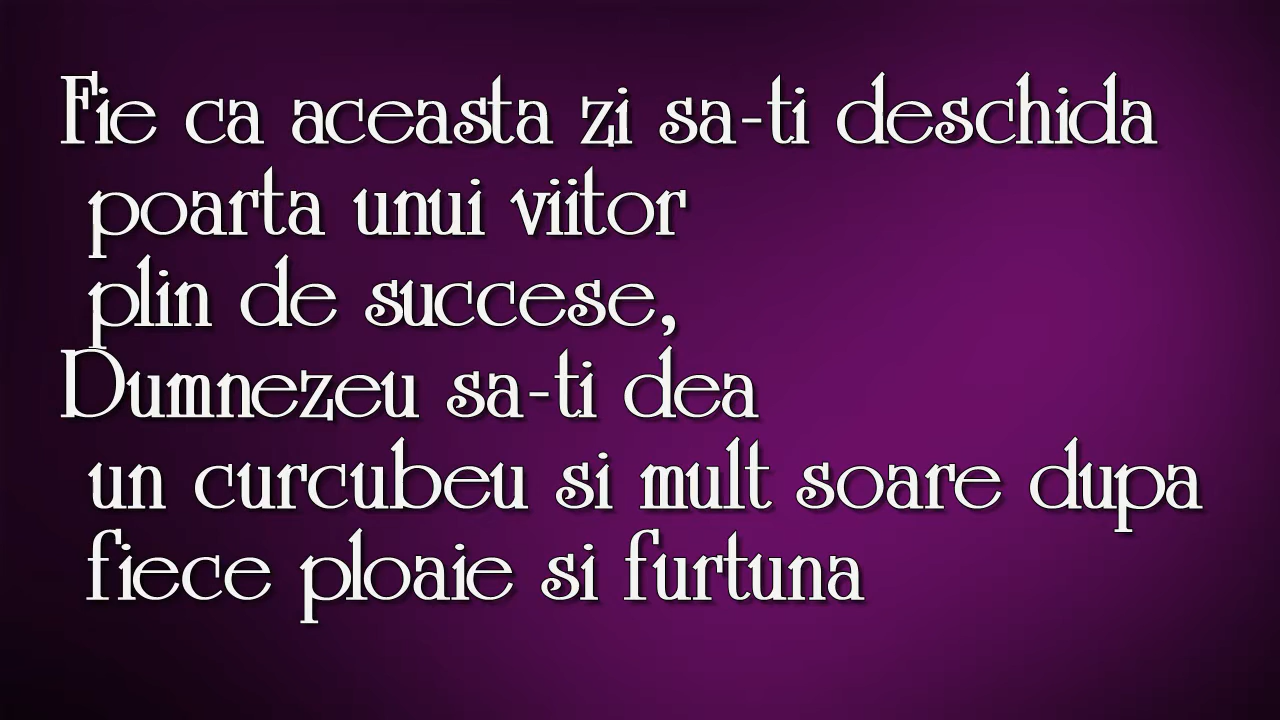 Fie ca aceasta zi sa-ti deschida
poarta unui viitor
plin de succese,
Dumnezeu sa-ti dea
un curcubeu si mult soare dupa
fiece ploaie si furtuna